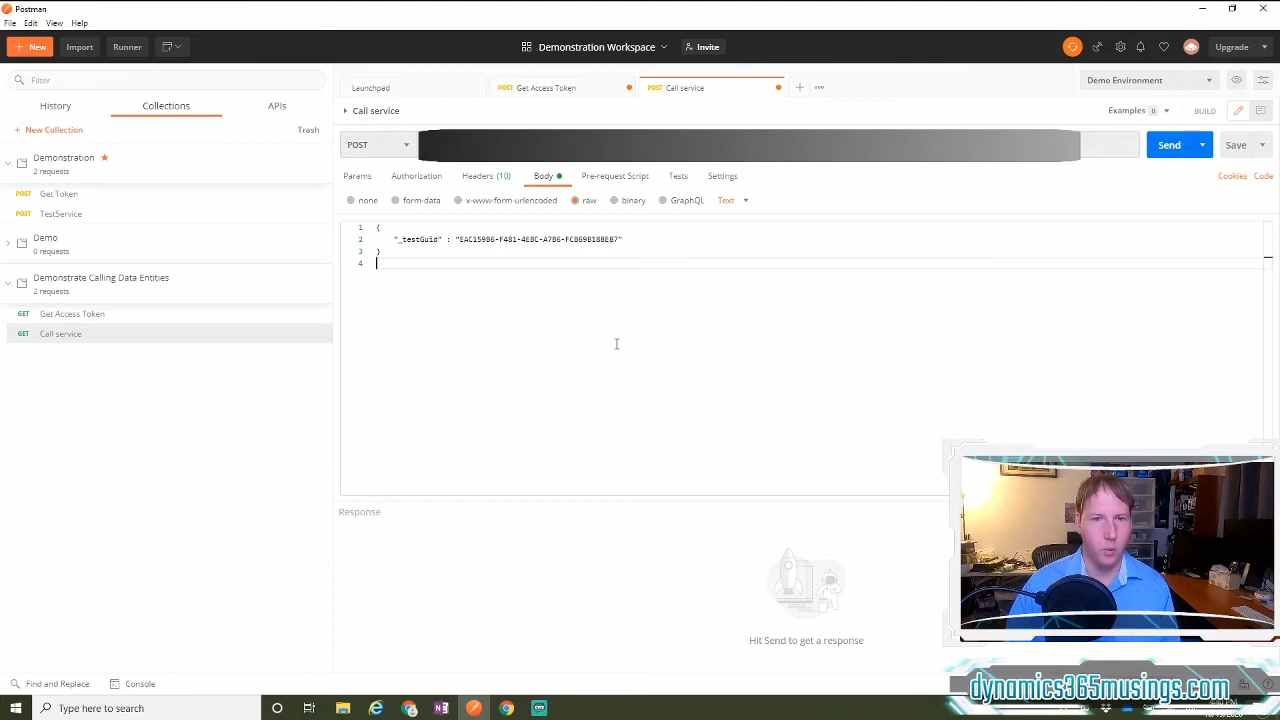 Postman
File Edit View Help
+ New Import Runner Demonstration Workspace Invite Upgrade
Filter
History Collections APIs
+ New Collection Trash
Demonstration ★
2 requests
POST Get Token
POST TestService
Demo
0 requests
Demonstrate Calling Data Entities
2 requests
GET Get Access Token
GET Call service
Launchpad POST Get Access Token POST Call service
Demo Environment
Call service
Examples 0 BUILD
POST Send Save
Params Authorization Headers (10) Body Pre-request Script Tests Settings Cookies Code
none form-data x-www-form-urlencoded raw binary GraphQL Text
1 {
2 "_testGuid" : "EAC159B6-F4B1-4EBC-A7B6-FCB69B1B8EB7"
3 }
4
Response
Hit Send to get a response
Find and Replace Console
dynamics365musings.com
Type here to search